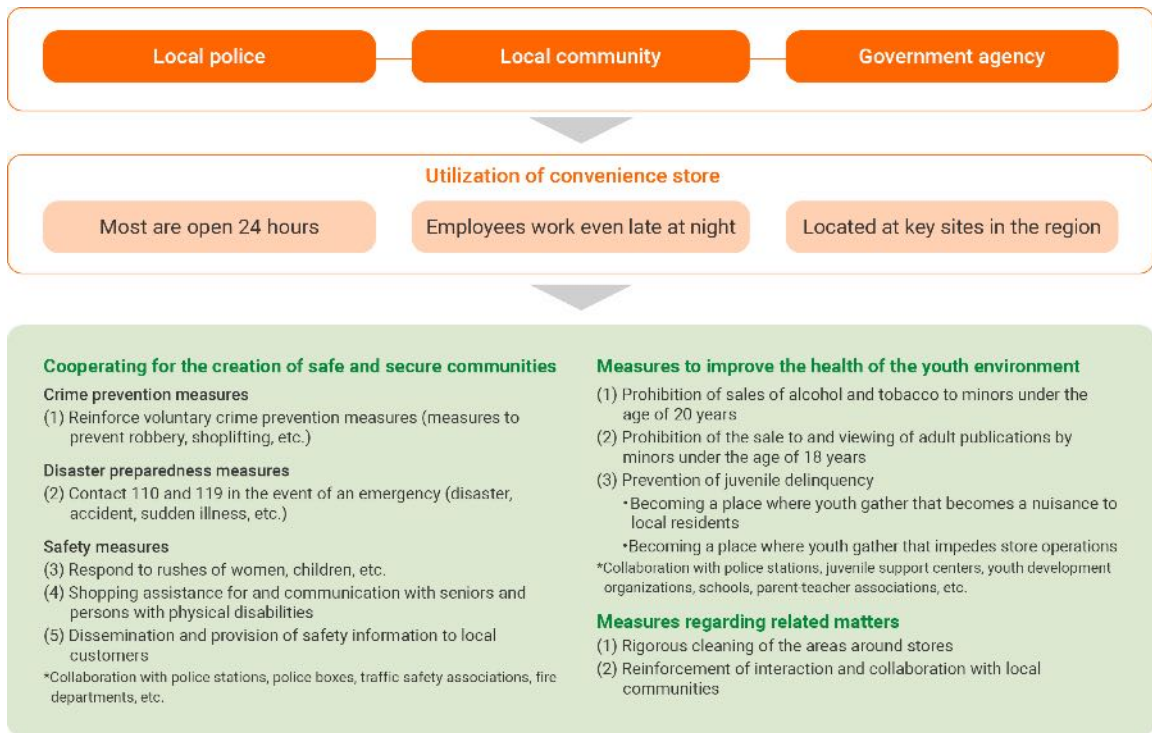 Local police
Local community
Government agency
Utilization of convenience store
Most are open 24 hours
Employees work even late at night
Located at key sites in the region
Cooperating for the creation of safe and secure communities
Crime prevention measures
(1) Reinforce voluntary crime prevention measures (measures to
prevent robbery, shoplifting, etc.)
Disaster preparedness measures
(2) Contact 110 and 119 in the event of an emergency (disaster,
accident, sudden illness, etc.)
Safety measures
(3) Respond to rushes of women, children, etc.
(4) Shopping assistance for and communication with seniors and
persons with physical disabilities
(5) Dissemination and provision of safety information to local
customers
*Collaboration with police stations, police boxes, traffic safety associations, fire
departments, etc.
Measures to improve the health of the youth environment
(1) Prohibition of sales of alcohol and tobacco to minors under the
age of 20 years
(2) Prohibition of the sale to and viewing of adult publications by
minors under the age of 18 years
(3) Prevention of juvenile delinquency
・Becoming a place where youth gather that becomes a nuisance to
local residents
・Becoming a place where youth gather that impedes store operations
*Collaboration with police stations, juvenile support centers, youth development
organizations, schools, parent-teacher associations, etc.
Measures regarding related matters
(1) Rigorous cleaning of the areas around stores
(2) Reinforcement of interaction and collaboration with local
communities